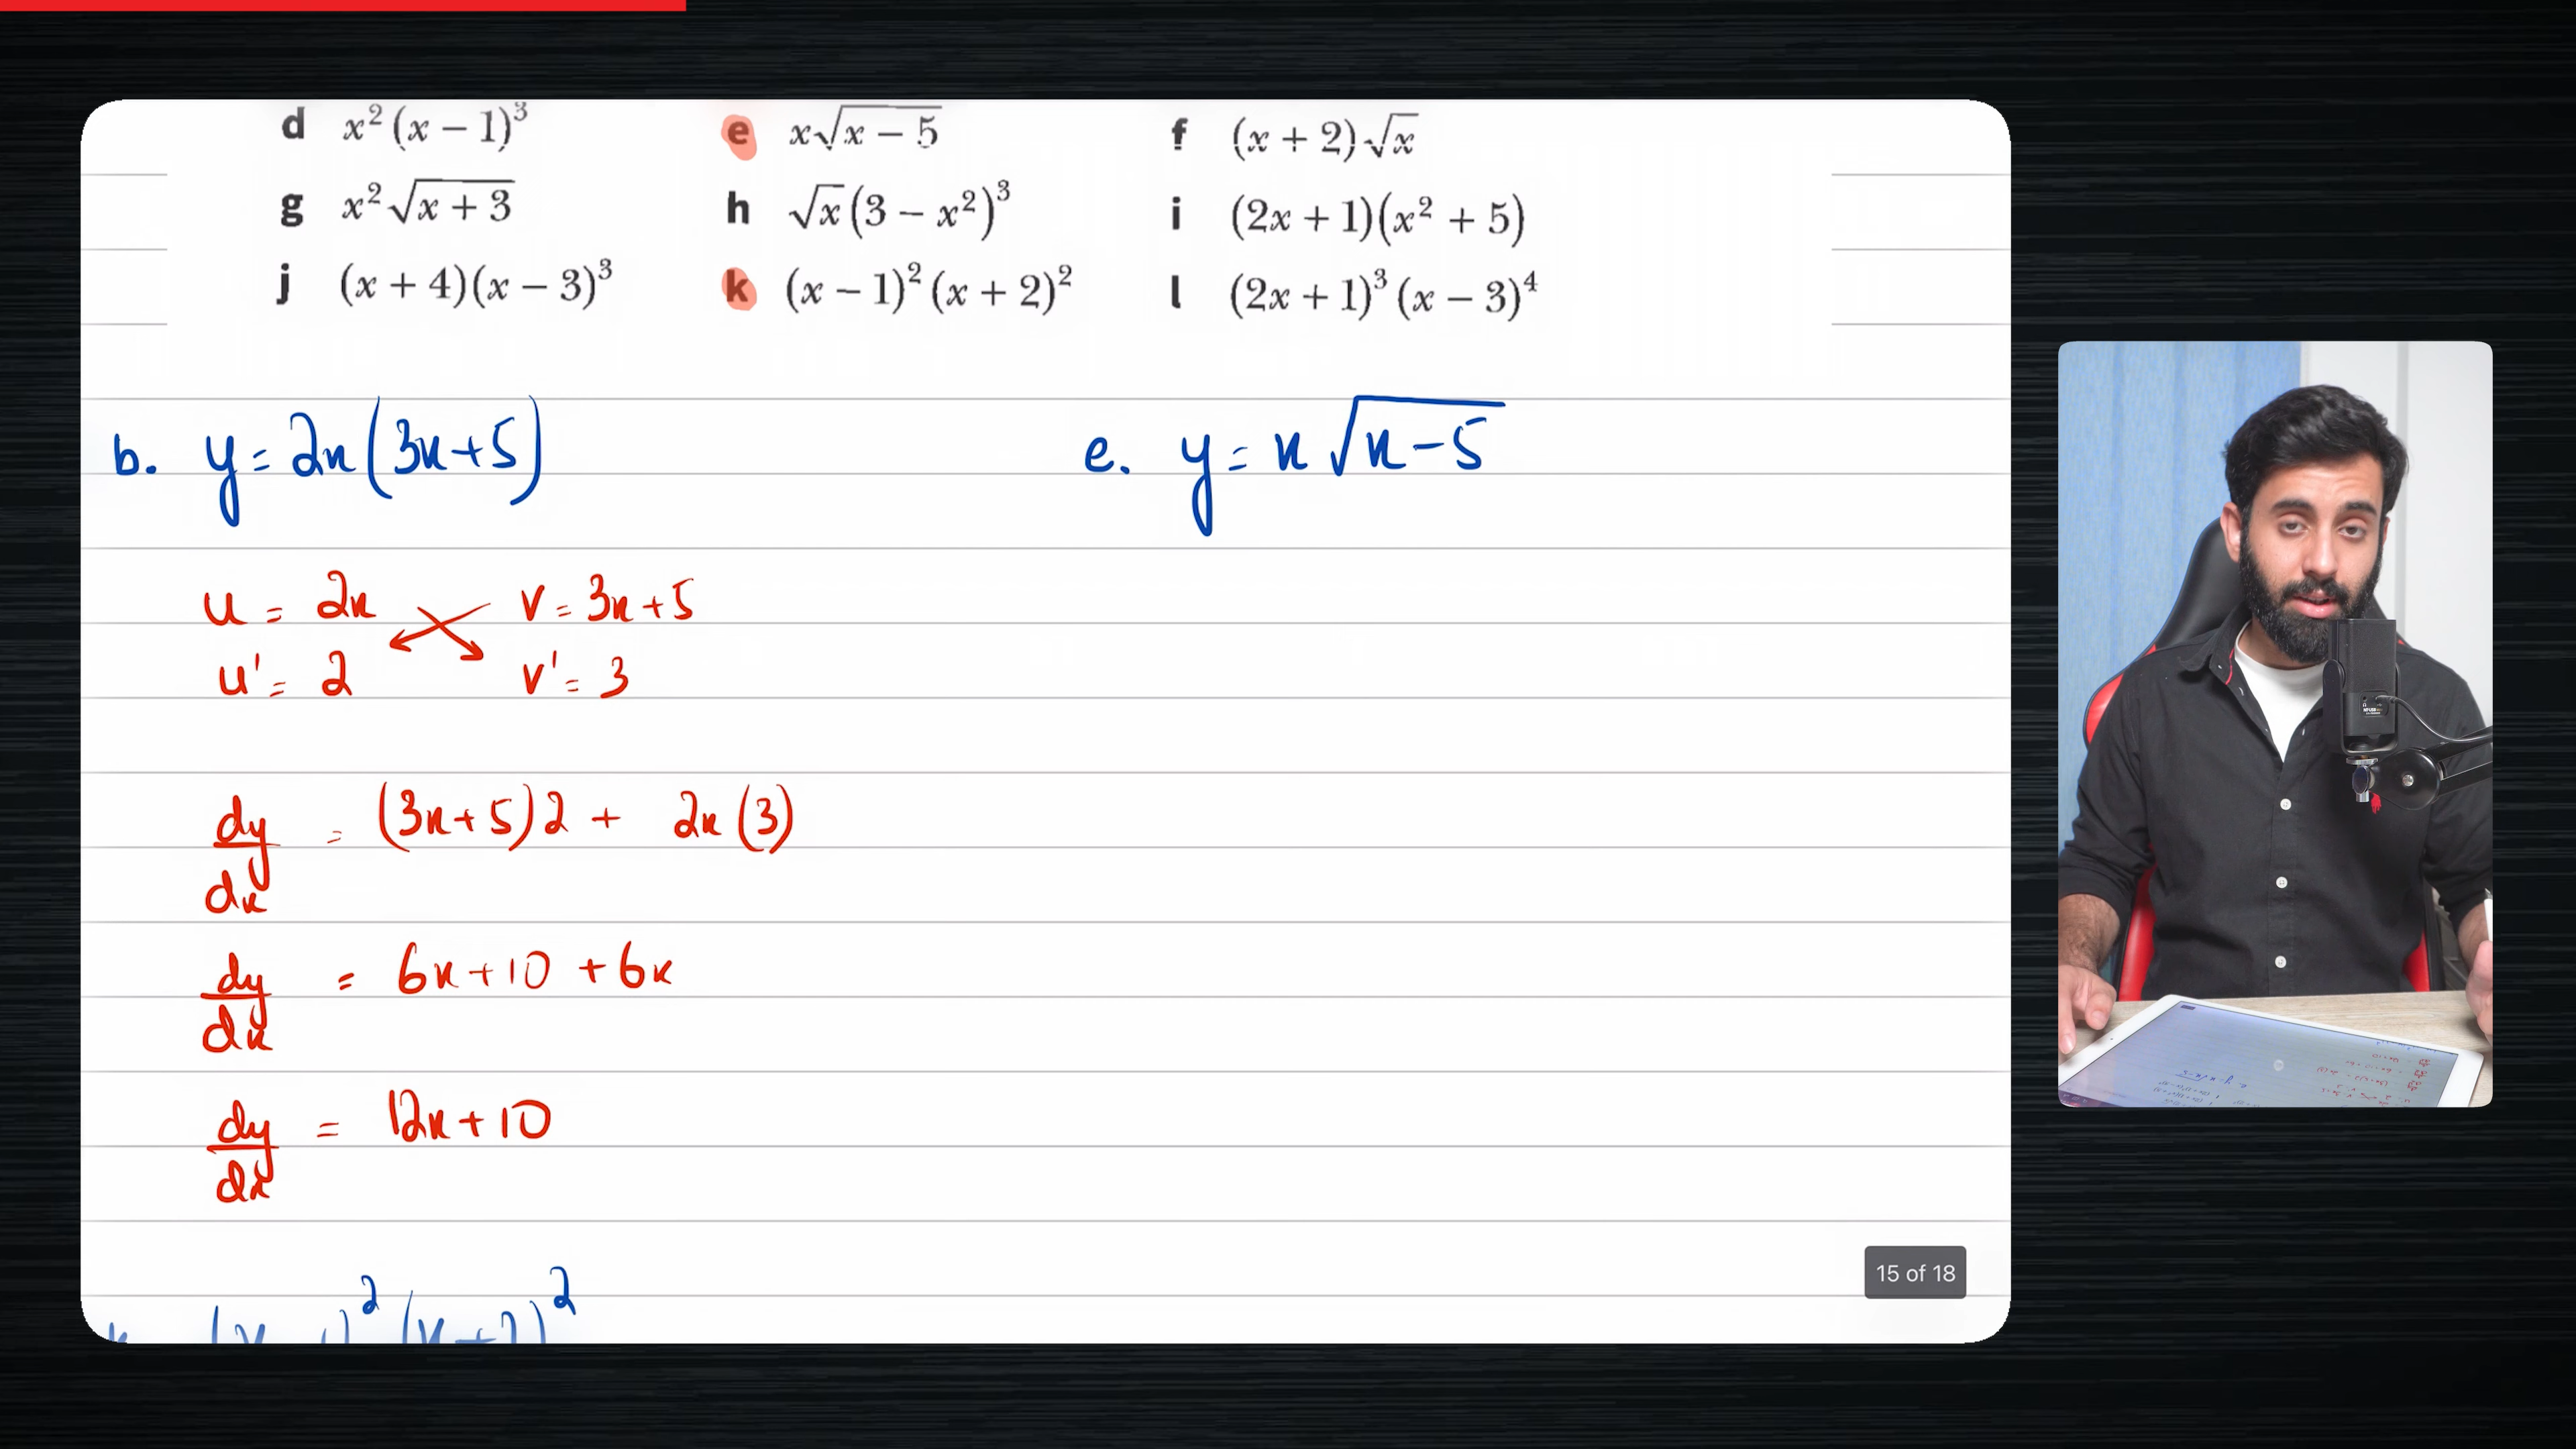 d x²(x − 1)³ e x√(x − 5) f (x + 2)√x
g x²√(x + 3) h √x(3 − x²)³ i (2x + 1)(x² + 5)
j (x + 4)(x − 3)³ k (x − 1)²(x + 2)² l (2x + 1)³(x − 3)⁴
b. y = 2x(3x+5)
e. y = x√(x−5)
u = 2x v = 3x+5
u' = 2 v' = 3
dy/dx = (3x+5)2 + 2x(3)
dy/dx = 6x+10 +6x
dy/dx = 12x+10
15 of 18